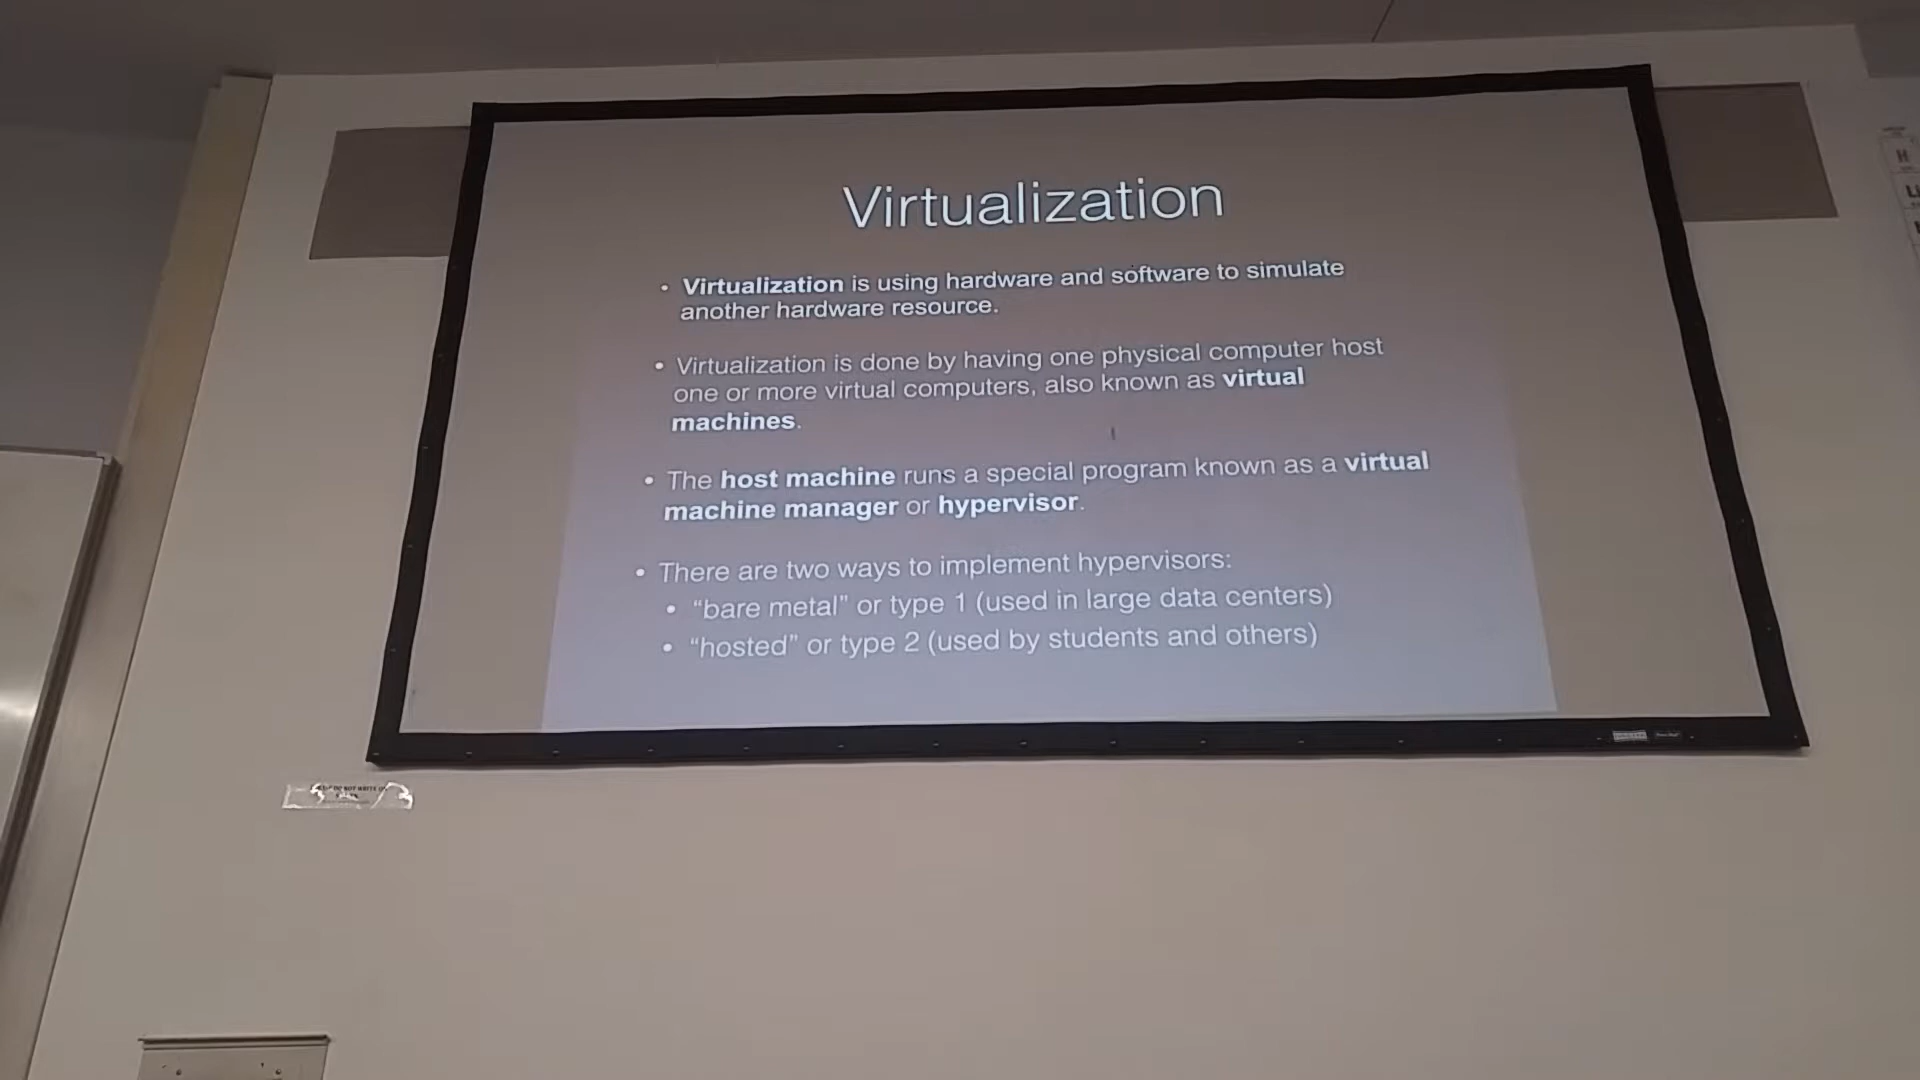 Virtualization
• Virtualization is using hardware and software to simulate
another hardware resource.
• Virtualization is done by having one physical computer host
one or more virtual computers, also known as virtual
machines.
• The host machine runs a special program known as a virtual
machine manager or hypervisor.
• There are two ways to implement hypervisors:
• “bare metal” or type 1 (used in large data centers)
• “hosted” or type 2 (used by students and others)
DO NOT WRITE
H